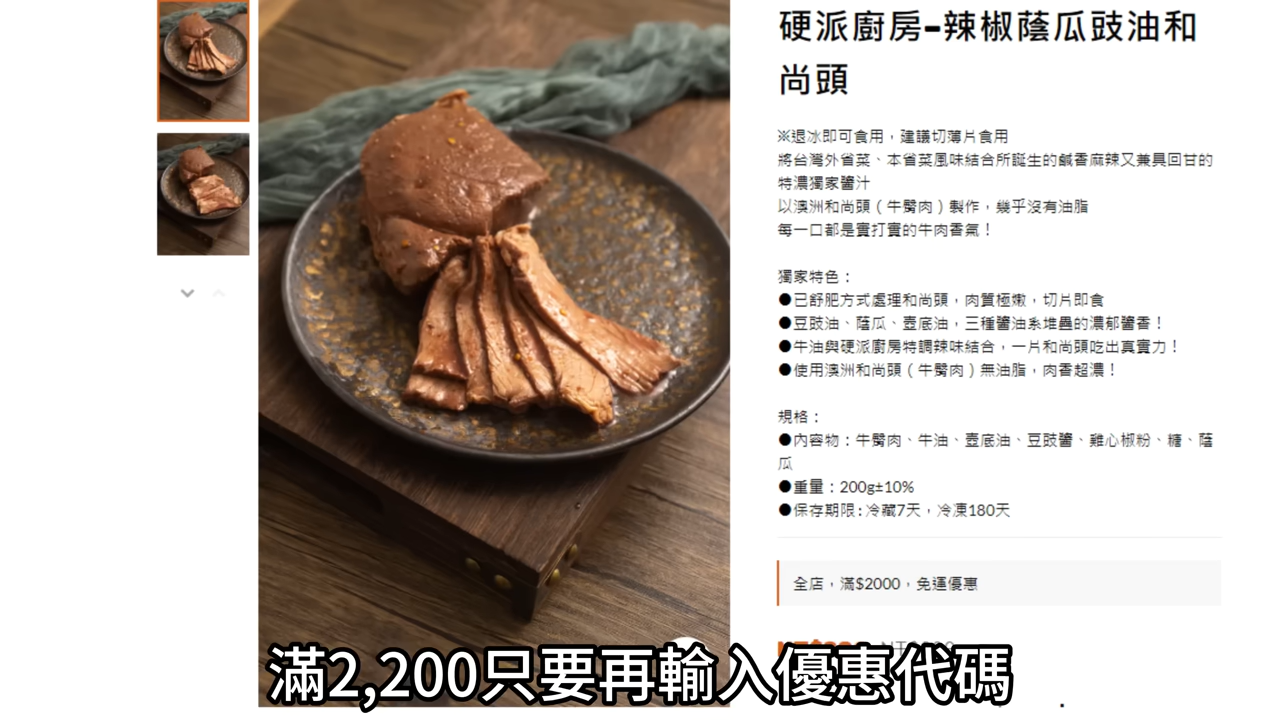 硬派廚房-辣椒蔭瓜豉油和
尚頭
※退冰即可食用，建議切薄片食用
將台灣外省菜、本省菜風味結合所誕生的鹹香麻辣又兼具回甘的
特濃獨家醬汁
以澳洲和尚頭（牛臀肉）製作，幾乎沒有油脂
每一口都是實打實的牛肉香氣！
獨家特色：
●已舒肥方式處理和尚頭，肉質極嫩，切片即食
●豆豉油、蔭瓜、壺底油，三種醬油系堆疊的濃郁醬香！
●牛油與硬派廚房特調辣味結合，一片和尚頭吃出真實力！
●使用澳洲和尚頭（牛臀肉）無油脂，肉香超濃！
規格：
●內容物：牛臀肉、牛油、壺底油、豆豉醬、雞心椒粉、糖、蔭
瓜
●重量：200g±10%
●保存期限：冷藏7天，冷凍180天
全店，滿$2000，免運優惠
滿2,200只要再輸入優惠代碼